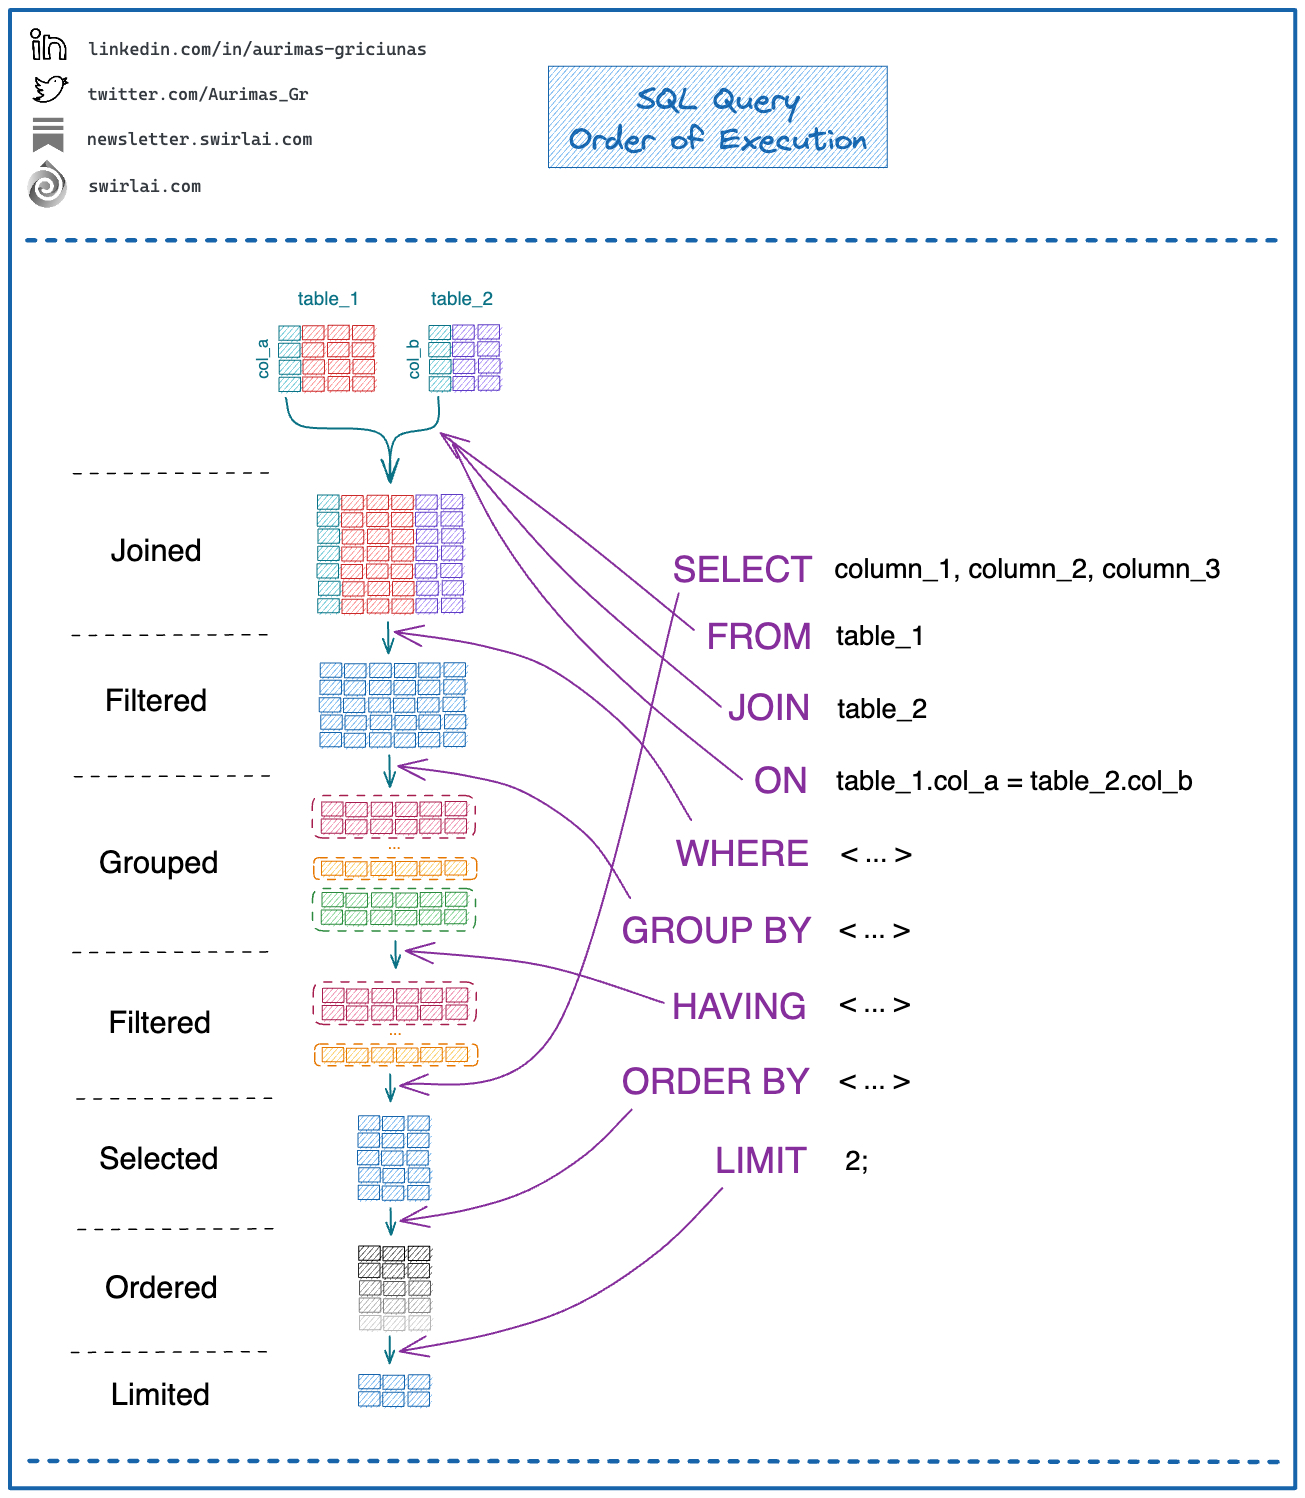 linkedin.com/in/aurimas-griciunas
twitter.com/Aurimas_Gr
newsletter.swirlai.com
swirlai.com
SQL Query
Order of Execution
table_1
table_2
col_a
col_b
Joined
Filtered
Grouped
...
Filtered
...
Selected
Ordered
Limited
SELECT column_1, column_2, column_3
FROM table_1
JOIN table_2
ON table_1.col_a = table_2.col_b
WHERE < ... >
GROUP BY < ... >
HAVING < ... >
ORDER BY < ... >
LIMIT 2;